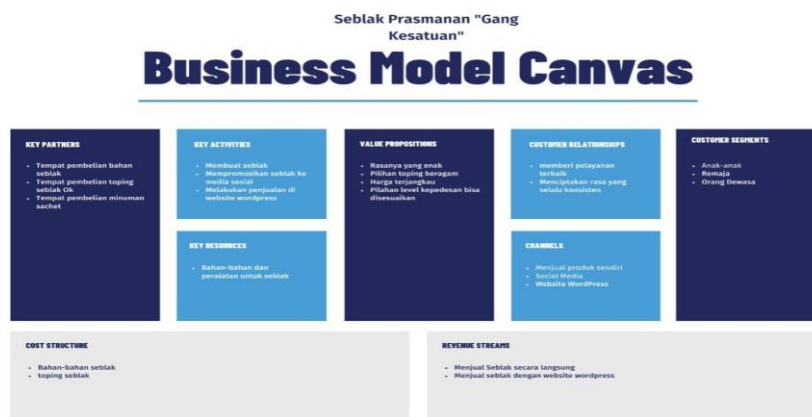 Seblak Prasmanan "Gang
Kesatuan"
Business Model Canvas
KEY PARTNERS
• Tempat pembelian bahan
seblak
• Tempat pembelian toping
seblak Ok
• Tempat pembelian minuman
sachet
KEY ACTIVITIES
• Membuat seblak
• Mempromosikan seblak ke
media sosial
• Melakukan penjualan di
website wordpress
KEY RESOURCES
• Bahan-bahan dan
peralatan untuk seblak
VALUE PROPOSITIONS
• Rasanya yang enak
• Pilihan toping beragam
• Harga terjangkau
• Pilahan level kepedesan bisa
disesuaikan
CUSTOMER RELATIONSHIPS
• memberi pelayanan
terbaik
• Menciptakan rasa yang
selalu konsisten
CHANNELS
• Menjual produk sendiri
• Social Media
• Website WordPress
CUSTOMER SEGMENTS
• Anak-anak
• Remaja
• Orang Dewasa
COST STRUCTURE
• Bahan-bahan seblak
• toping seblak
REVENUE STREAMS
• Menjual Seblak secara langsung
• Menjual seblak dengan website wordpress